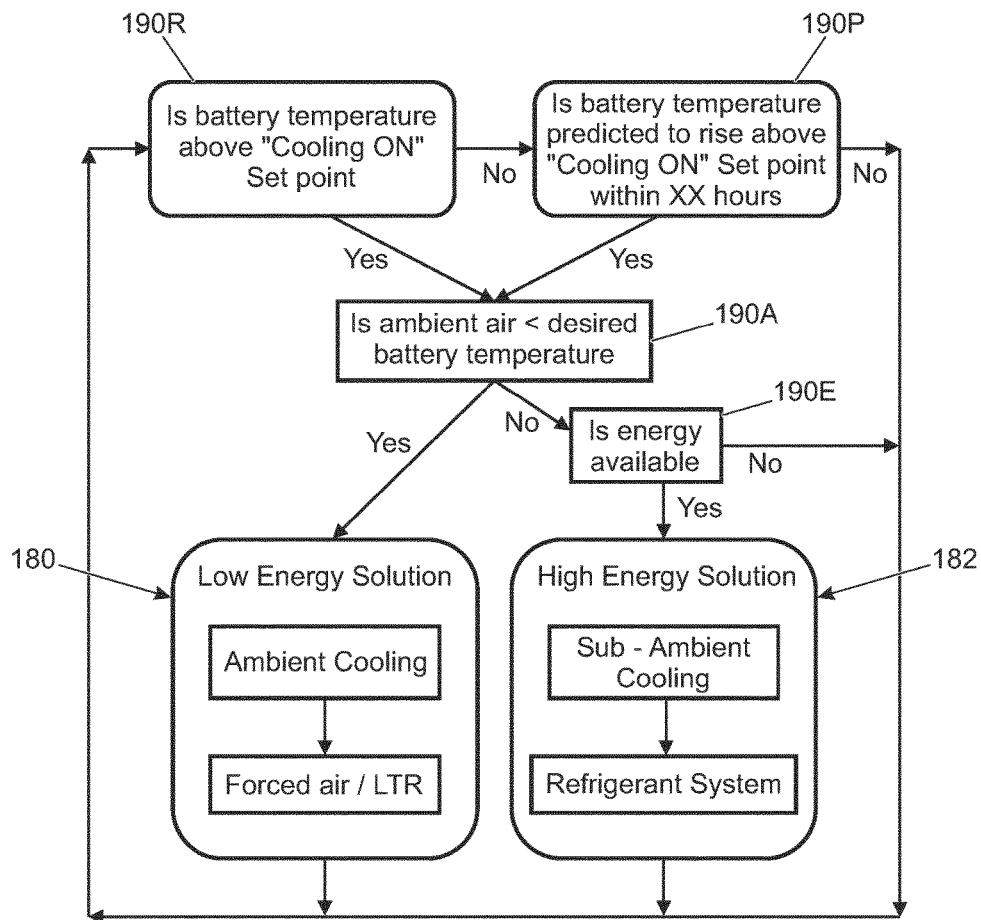 190R
190P
Is battery temperature
above "Cooling ON"
Set point
No
Is battery temperature
predicted to rise above
"Cooling ON" Set point
within XX hours
No
Yes
Yes
Is ambient air < desired
battery temperature
190A
Yes
No
190E
Is energy
available
No
Yes
180
Low Energy Solution
Ambient Cooling
Forced air / LTR
High Energy Solution
182
Sub - Ambient
Cooling
Refrigerant System